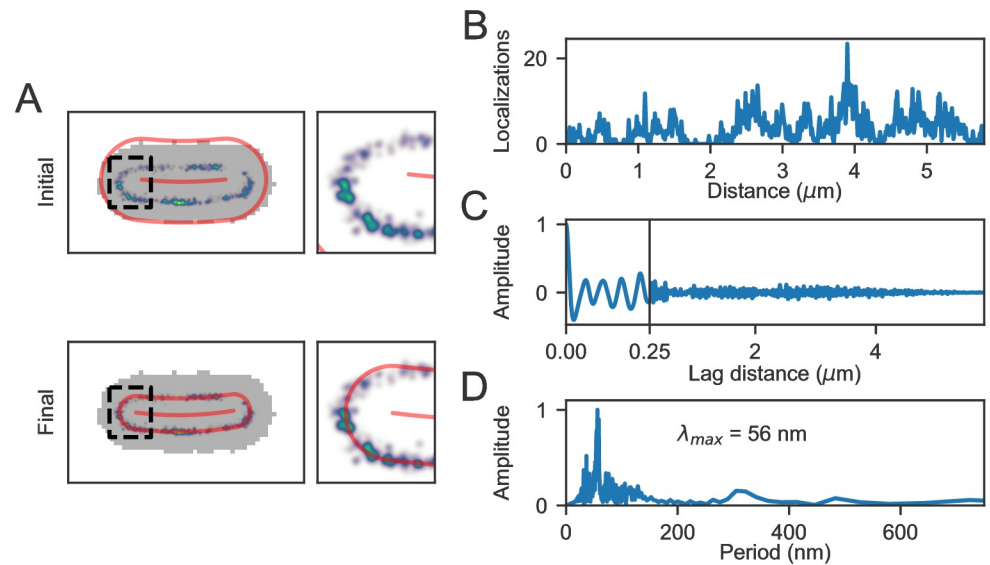 A
Initial
Final
B
Localizations
20
0
0 1 2 3 4 5
Distance (μm)
C
Amplitude
1
0
0.00 0.25 2 4
Lag distance (μm)
D
Amplitude
1
0
λmax = 56 nm
0 200 400 600
Period (nm)